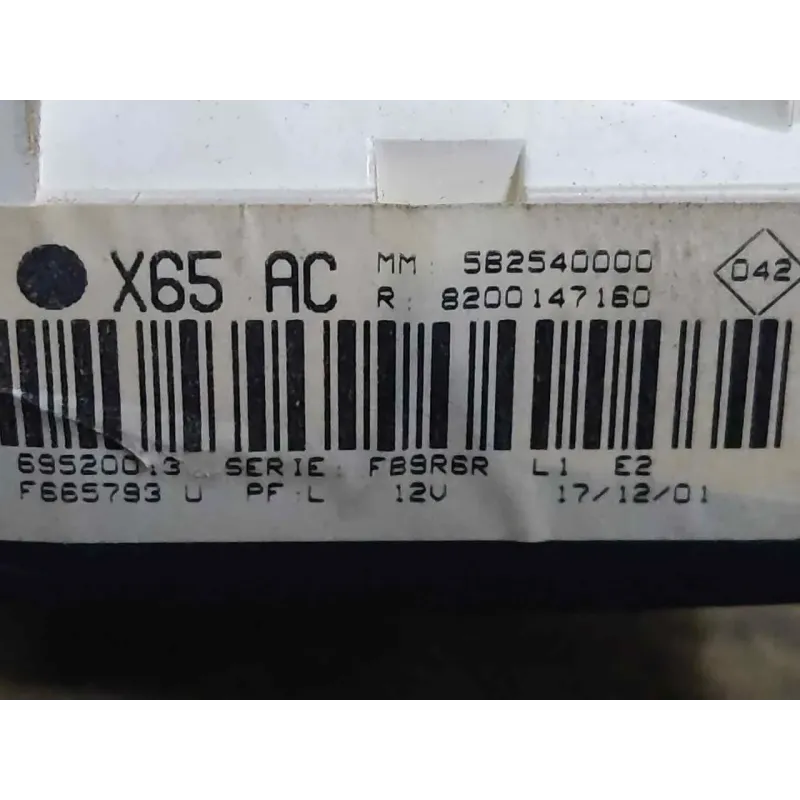 X65 AC MM: 582540000
R: 8200147160
042
SERIE: FB9R6R L1 E2
F665793 U PF:L 12V 17/12/01